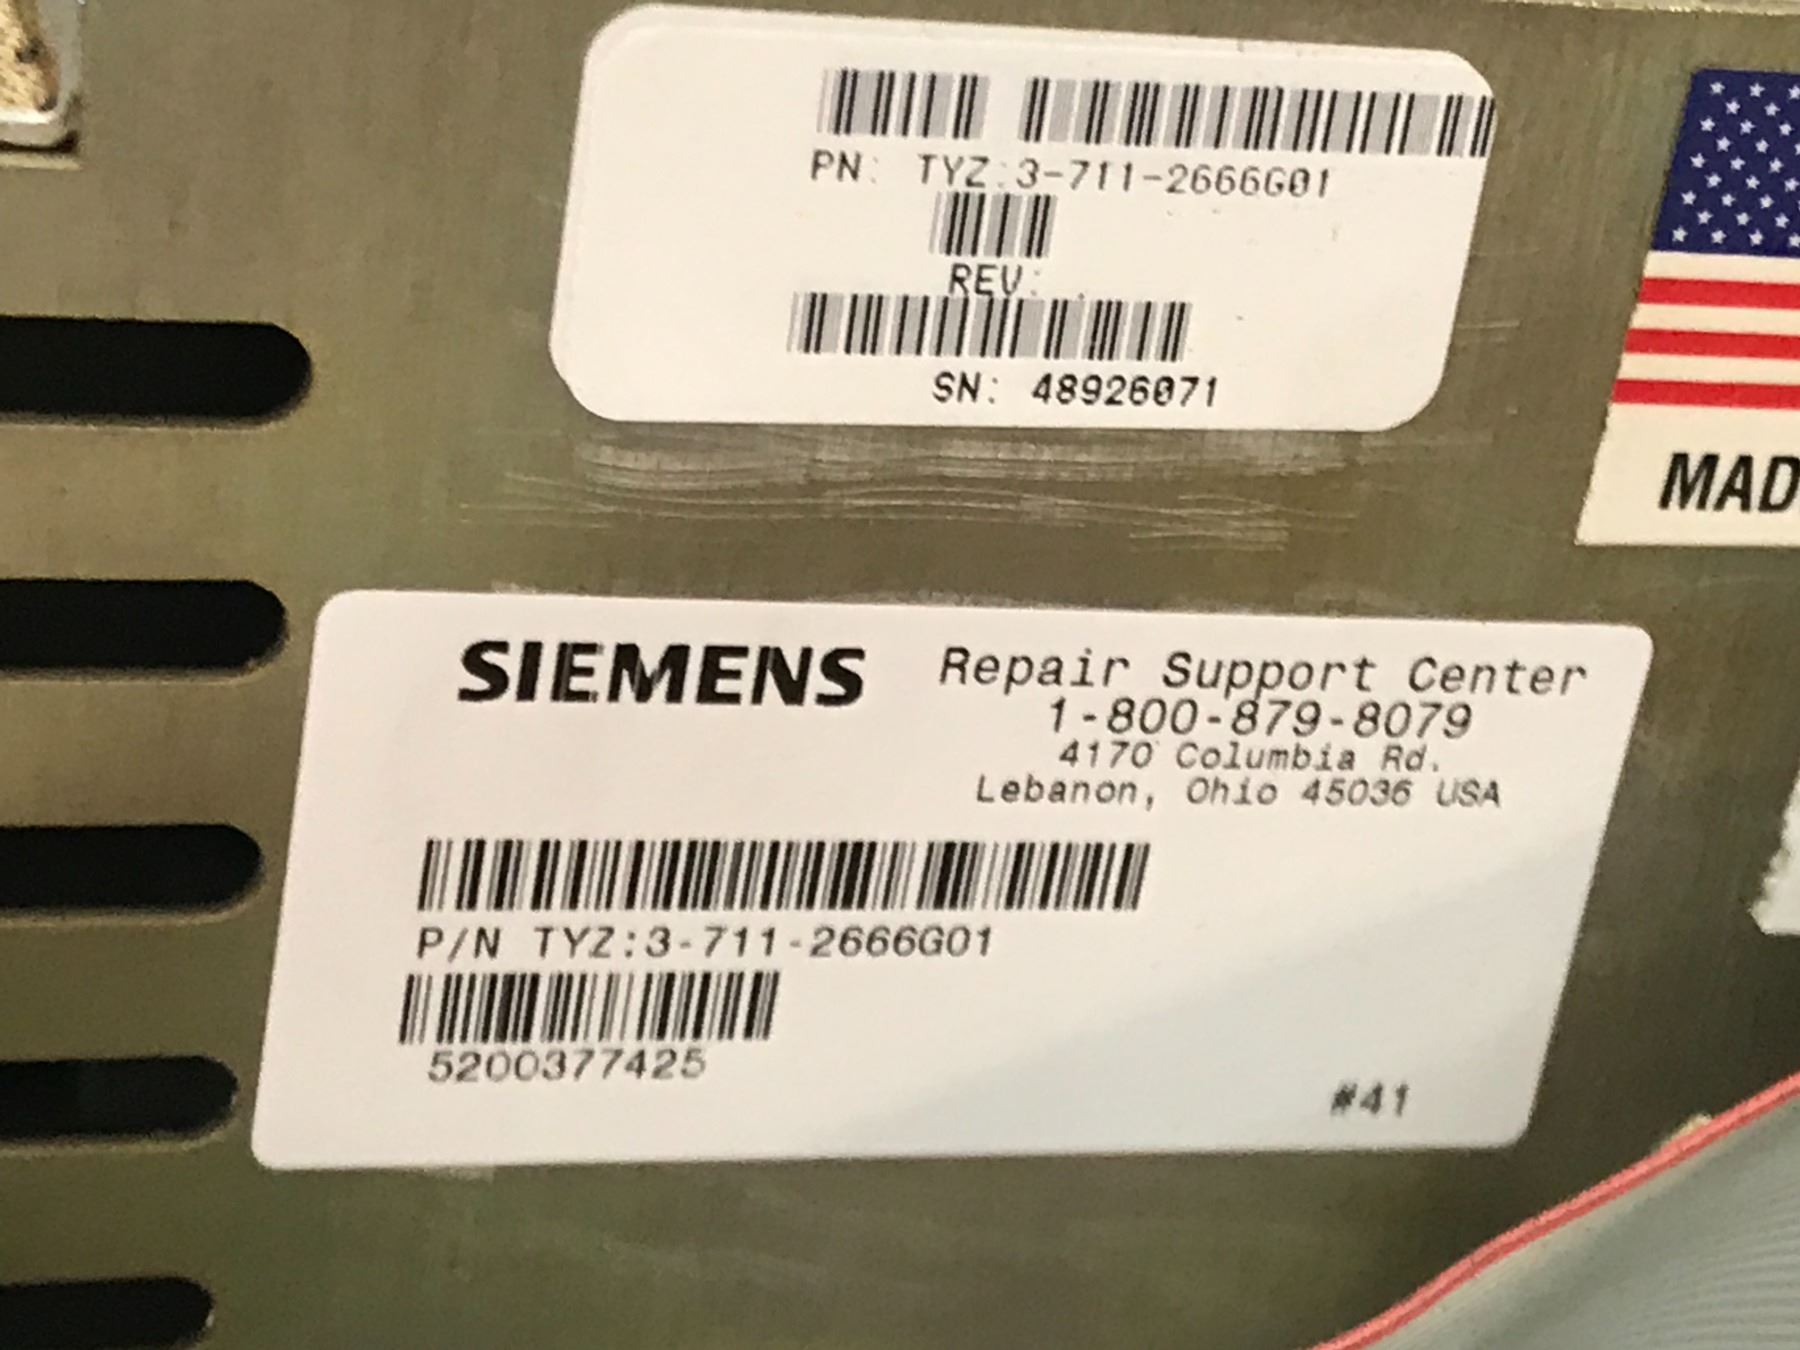 PN: TYZ:3-711-2666G01
REV: .
SN: 48926071
MAD
SIEMENS Repair Support Center
1-800-879-8079
4170 Columbia Rd.
Lebanon, Ohio 45036 USA
P/N TYZ:3-711-2666G01
5200377425
#41